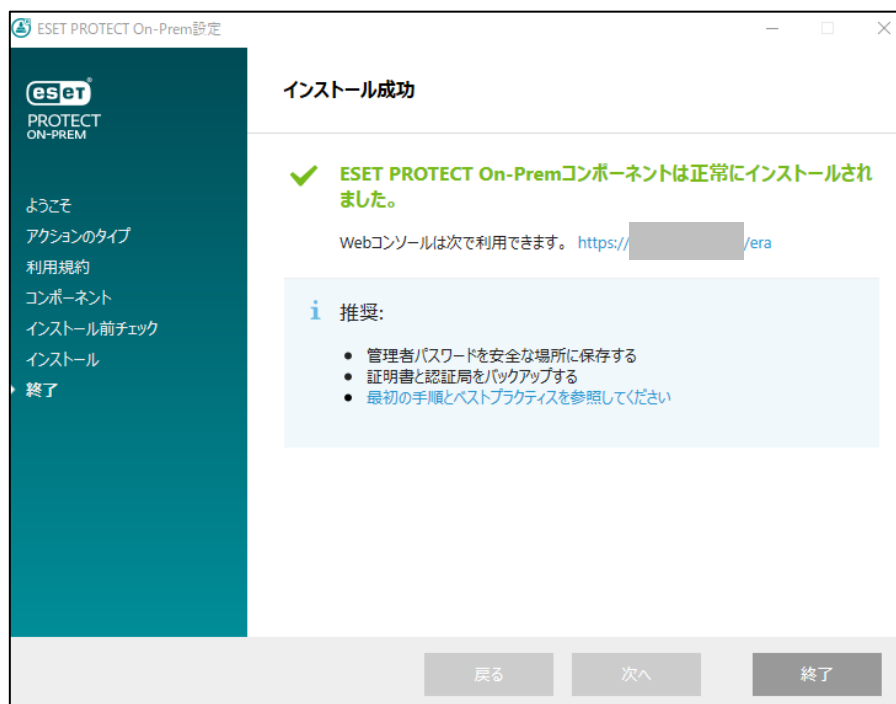 ESET PROTECT On-Prem設定
eseT
PROTECT
ON-PREM
ようこそ
アクションのタイプ
利用規約
コンポーネント
インストール前チェック
インストール
終了
インストール成功
ESET PROTECT On-Premコンポーネントは正常にインストールされ
ました。
Webコンソールは次で利用できます。 https:// /era
i 推奨:
• 管理者パスワードを安全な場所に保存する
• 証明書と認証局をバックアップする
• 最初の手順とベストプラクティスを参照してください
戻る 次へ 終了